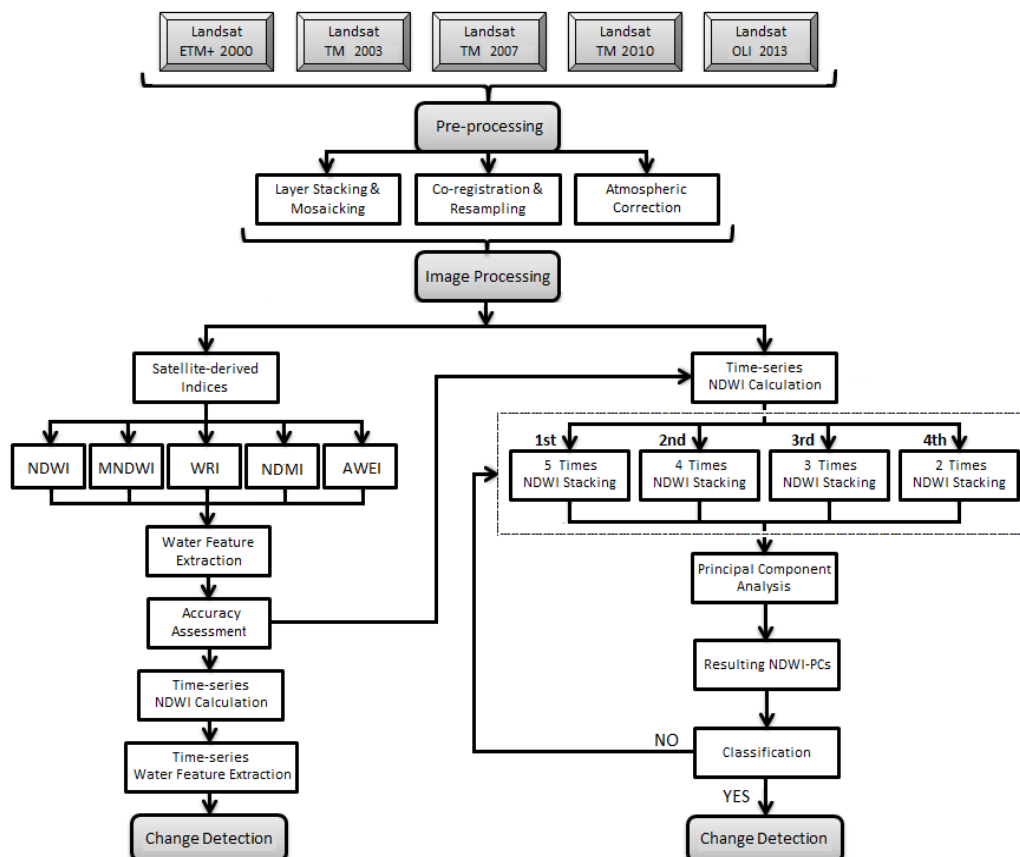 Landsat
ETM+ 2000
Landsat
TM 2003
Landsat
TM 2007
Landsat
TM 2010
Landsat
OLI 2013
Pre-processing
Layer Stacking &
Mosaicking
Co-registration &
Resampling
Atmospheric
Correction
Image Processing
Satellite-derived
Indices
Time-series
NDWI Calculation
NDWI
MNDWI
WRI
NDMI
AWEI
1st
2nd
3rd
4th
5 Times
NDWI Stacking
4 Times
NDWI Stacking
3 Times
NDWI Stacking
2 Times
NDWI Stacking
Water Feature
Extraction
Principal Component
Analysis
Accuracy
Assessment
Resulting NDWI-PCs
Time-series
NDWI Calculation
NO
Classification
Time-series
Water Feature Extraction
YES
Change Detection
Change Detection